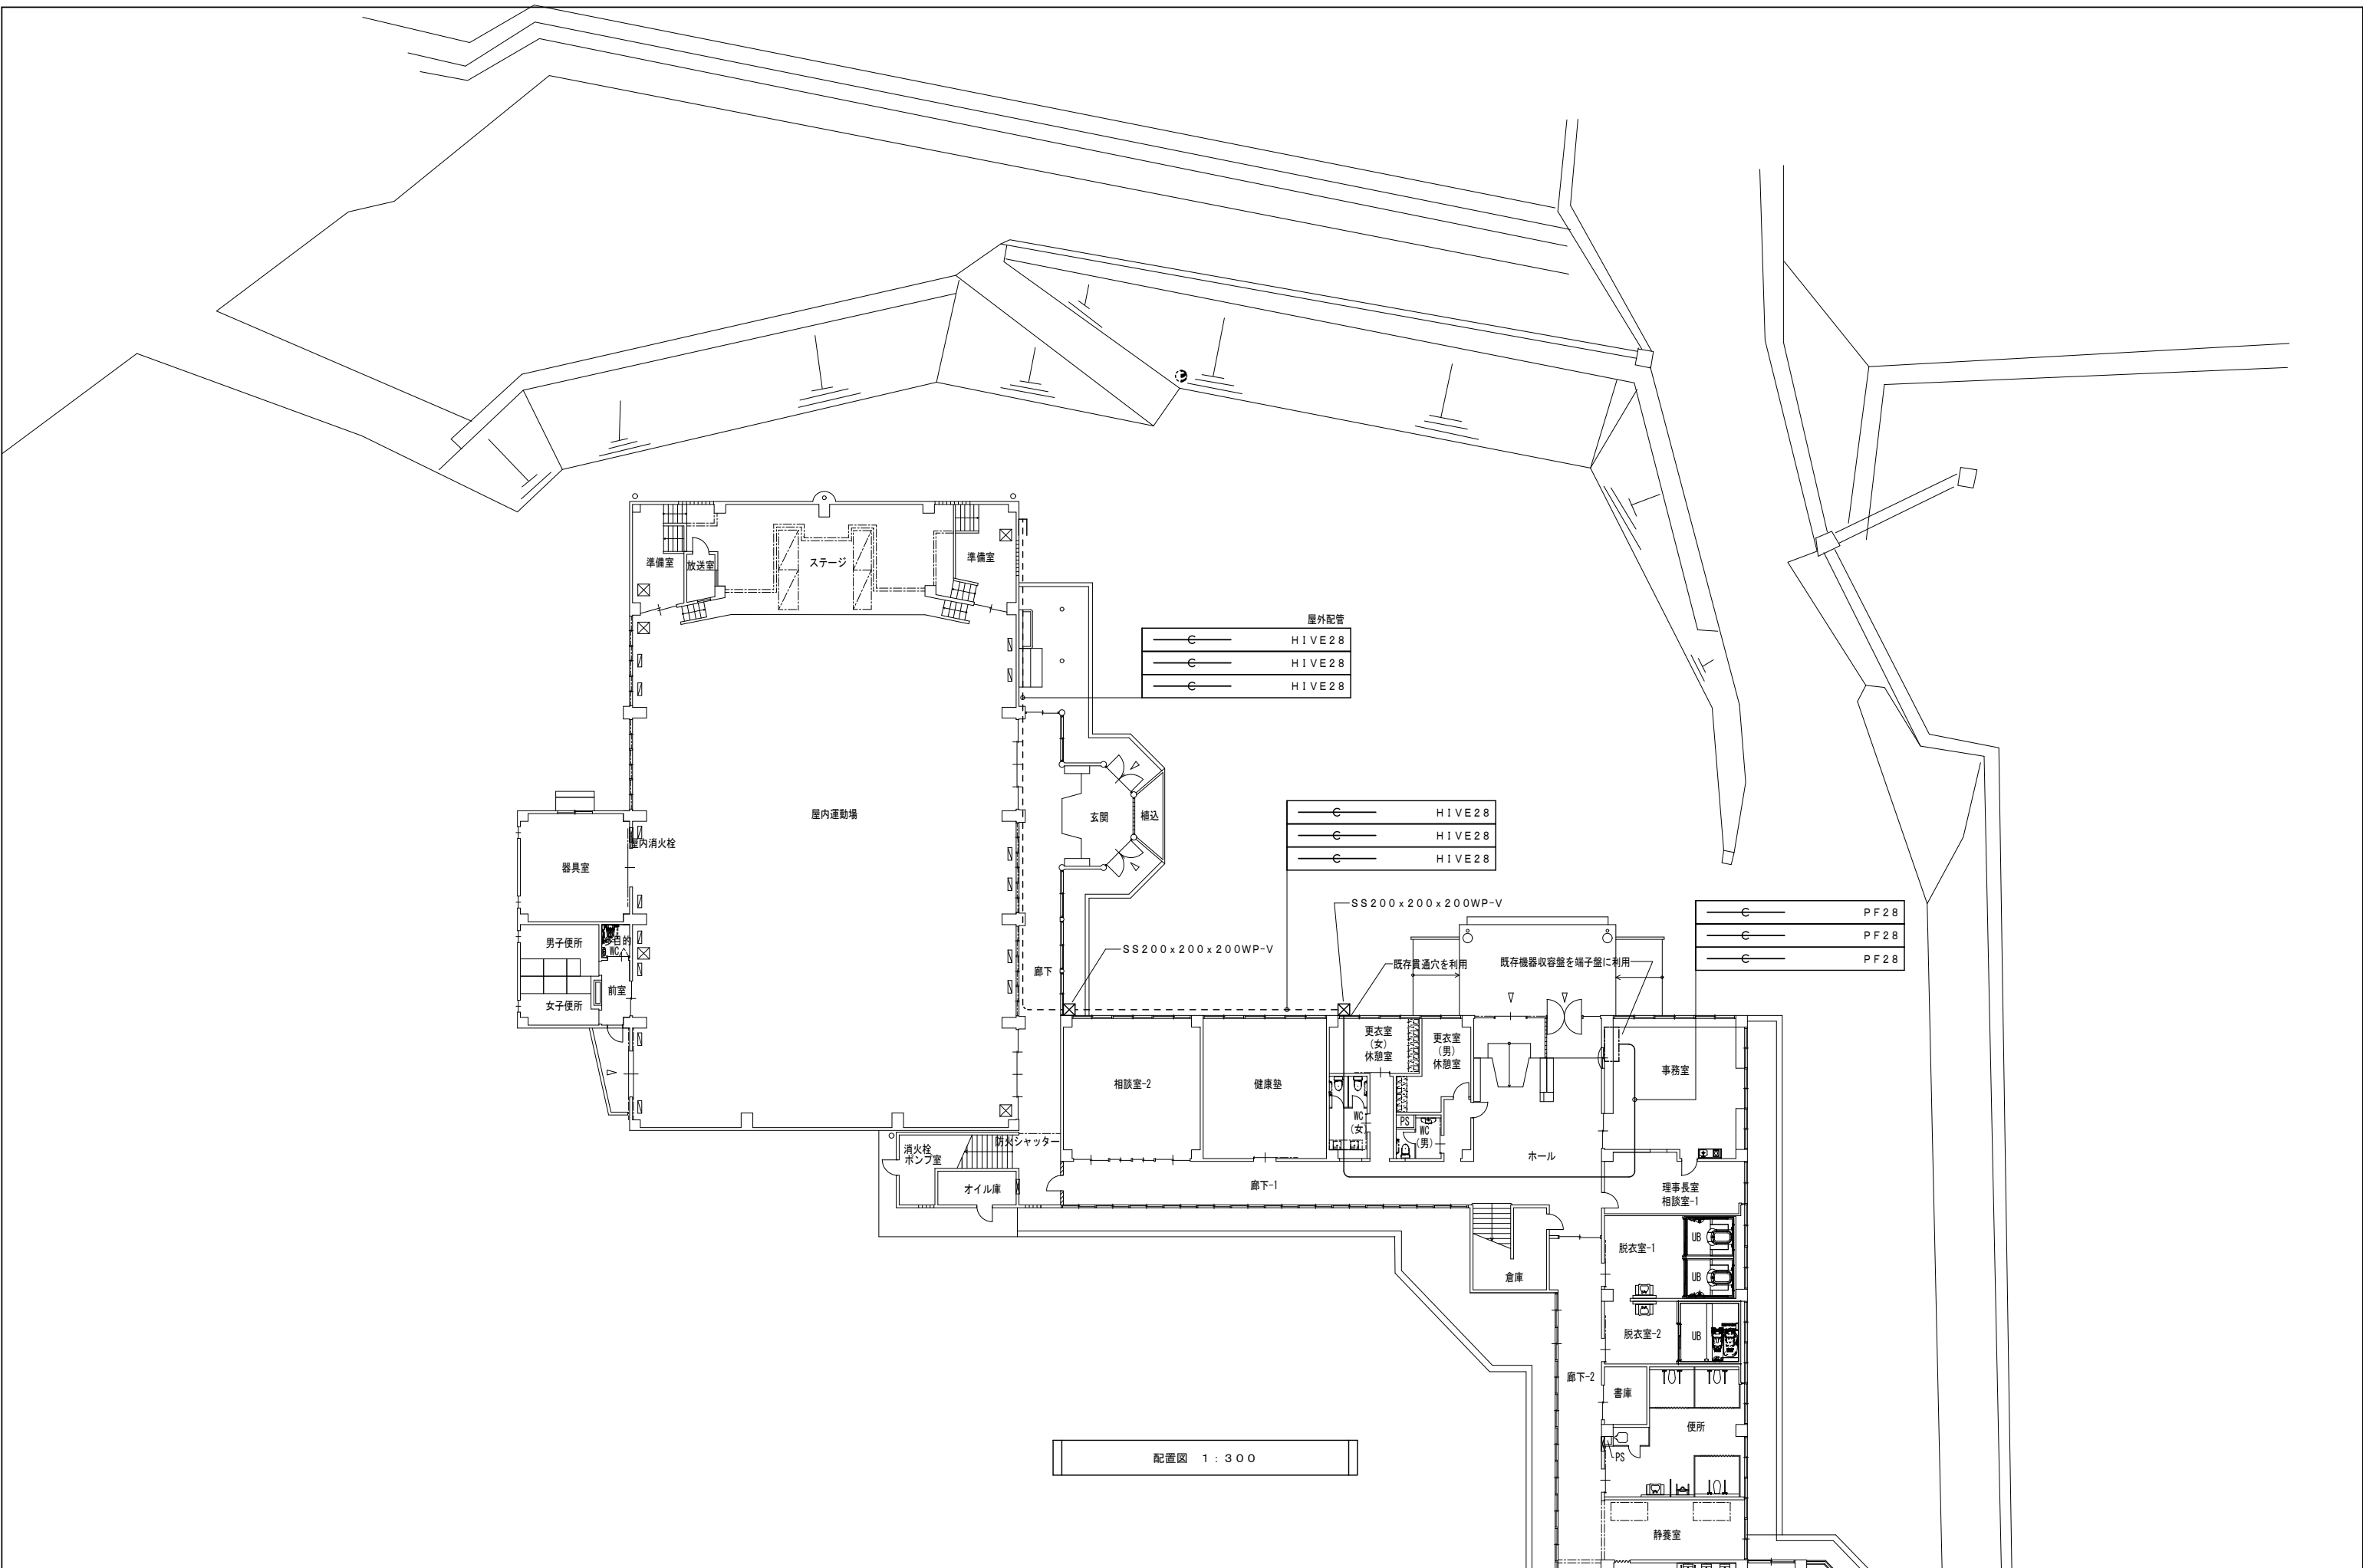 準備室
放送室
ステージ
準備室
屋外配管
C HIVE28
C HIVE28
C HIVE28
屋内運動場
玄関
植込
屋内消火栓
器具室
C HIVE28
C HIVE28
C HIVE28
SS200x200x200WP-V
SS200x200x200WP-V
C PF28
C PF28
C PF28
男子便所
多目的
WC
前室
女子便所
廊下
既存貫通穴を利用
既存機器収容盤を端子盤に利用
更衣室
(女)
休憩室
更衣室
(男)
休憩室
相談室-2
健康塾
事務室
WC
(女)
PS
WC
(男)
ホール
防火シャッター
消火栓
ポンプ室
オイル庫
廊下-1
理事長室
相談室-1
脱衣室-1
UB
UB
倉庫
脱衣室-2
UB
廊下-2
書庫
便所
PS
配置図 1:300
静養室